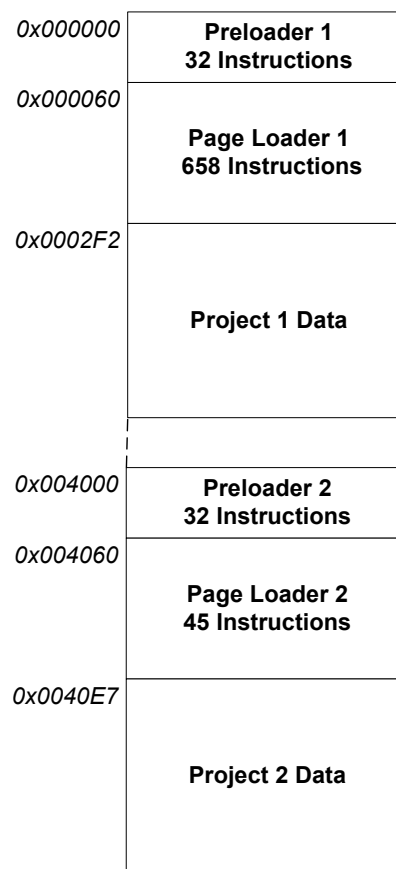 0x000000
Preloader 1
32 Instructions
0x000060
Page Loader 1
658 Instructions
0x0002F2
Project 1 Data
0x004000
Preloader 2
32 Instructions
0x004060
Page Loader 2
45 Instructions
0x0040E7
Project 2 Data